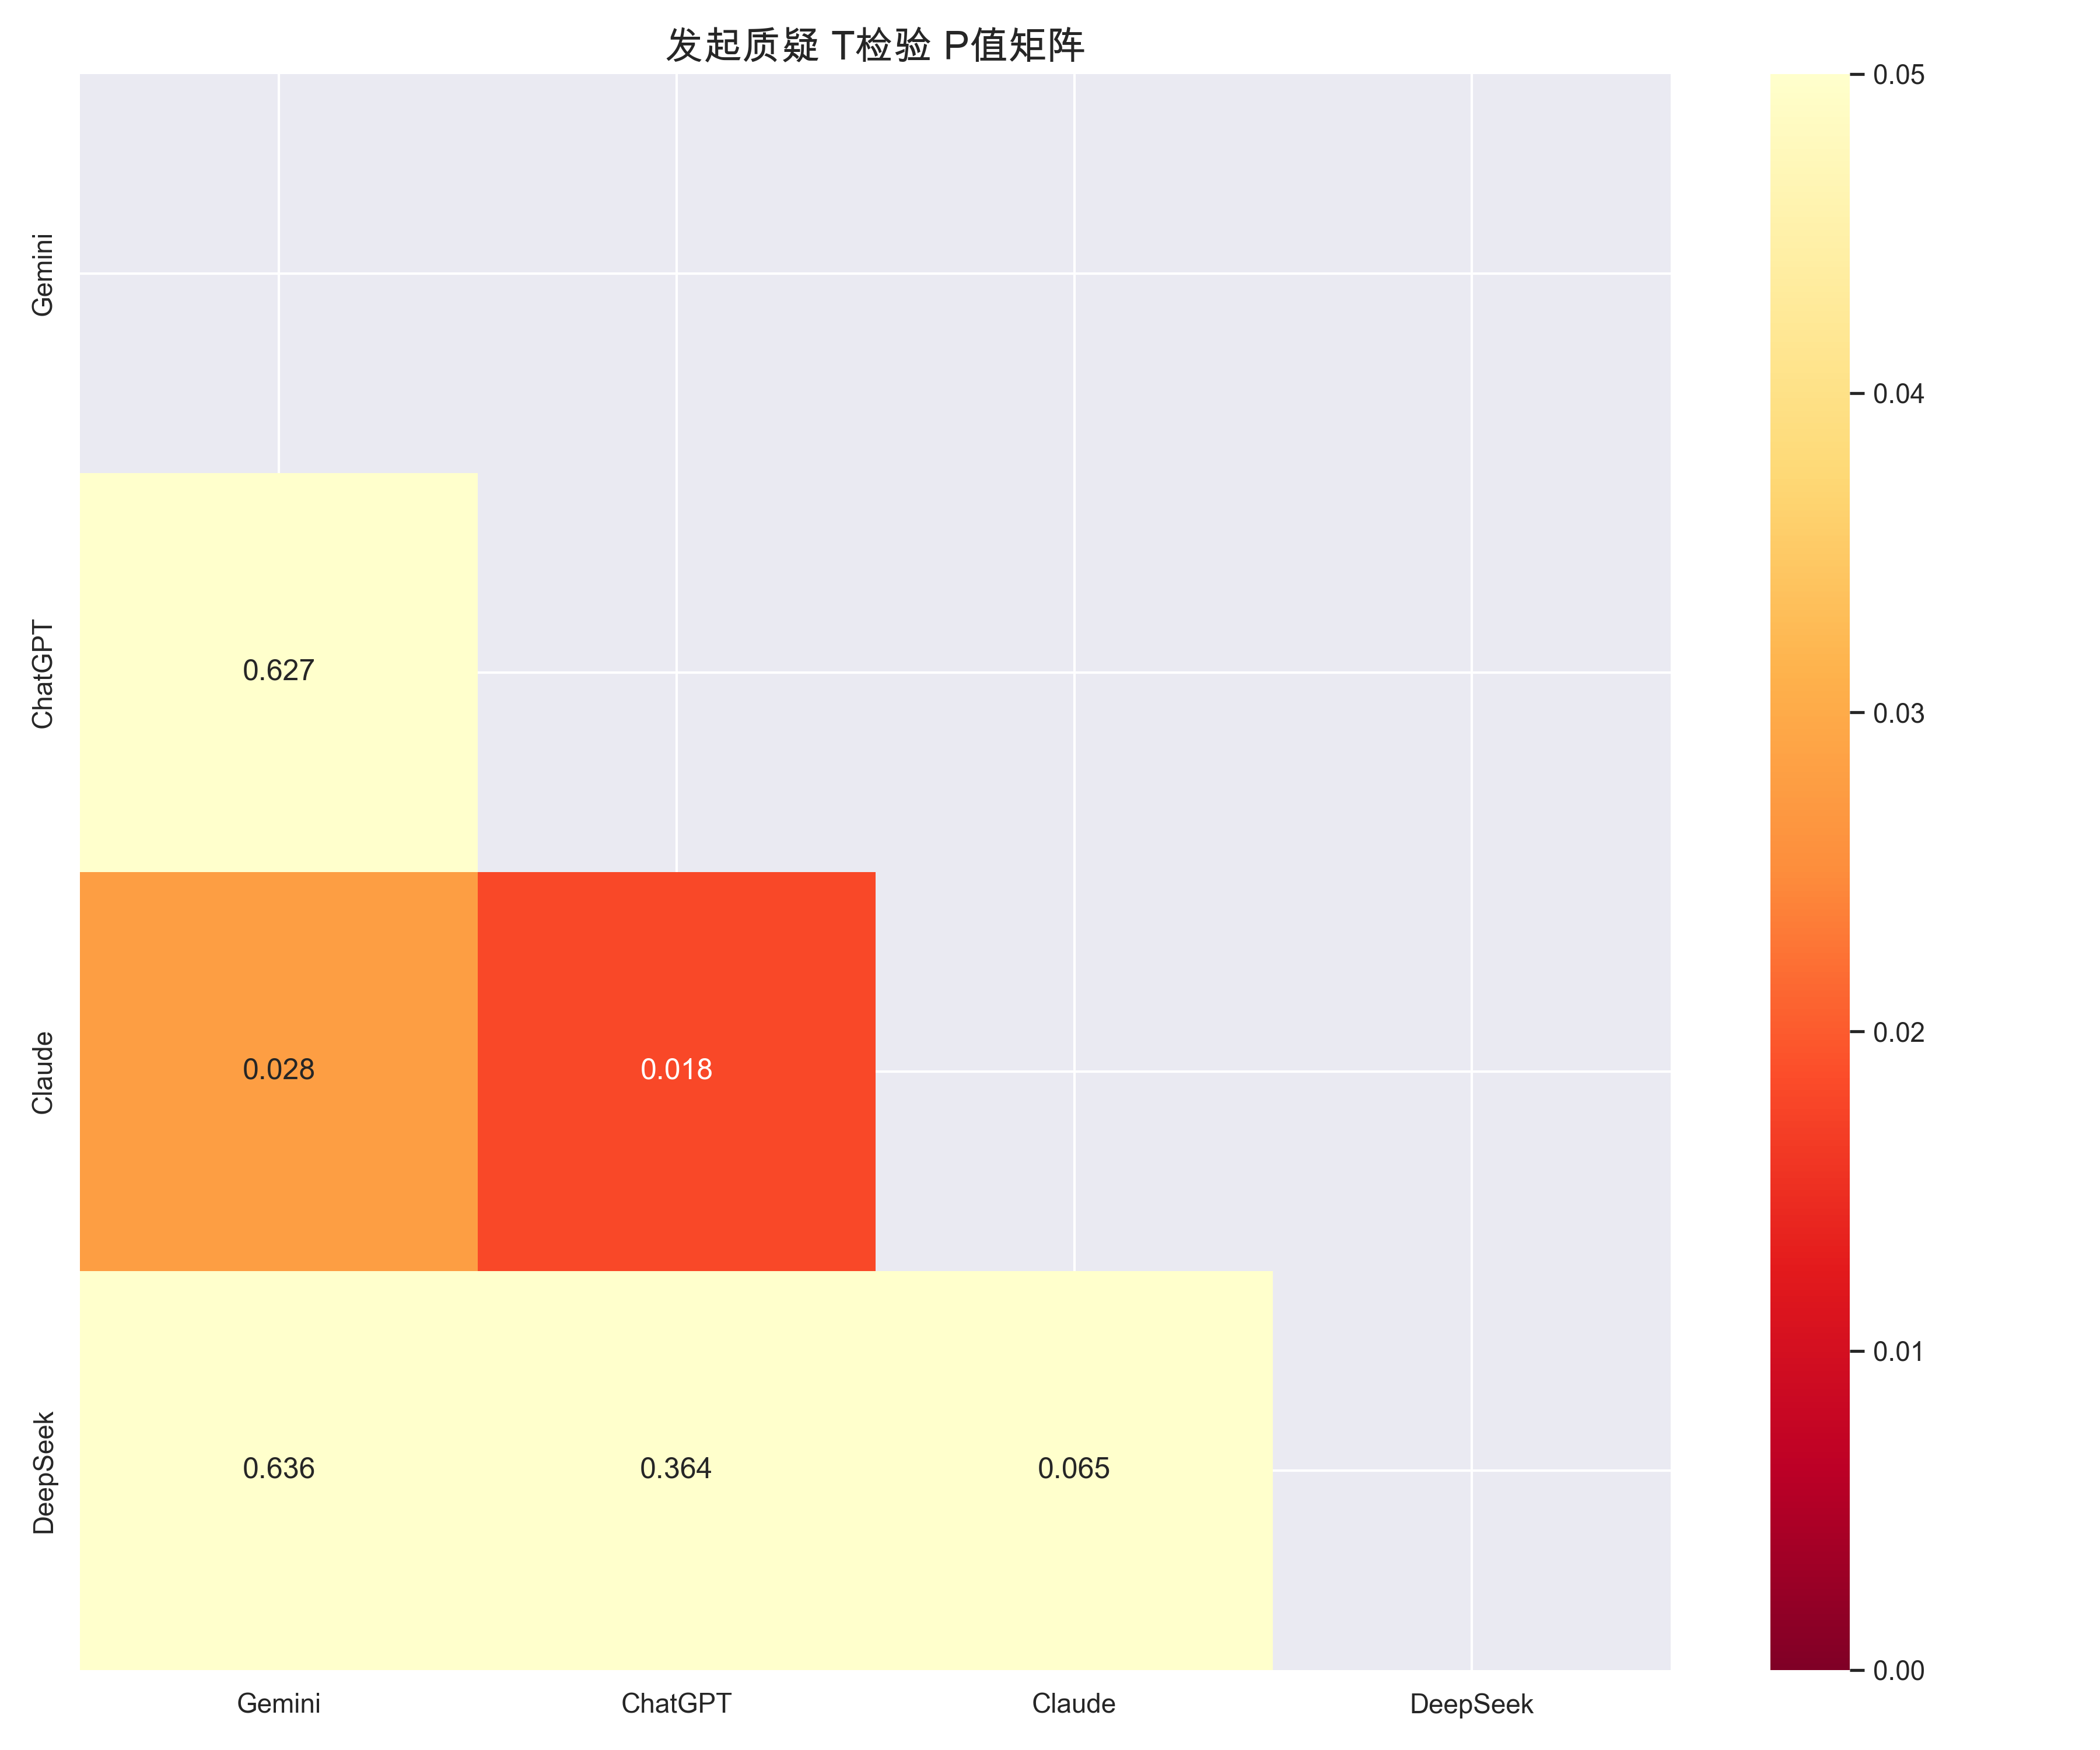 发起质疑 T检验 P值矩阵
Gemini
ChatGPT
Claude
DeepSeek
0.627
0.028
0.018
0.636
0.364
0.065
Gemini
ChatGPT
Claude
DeepSeek
0.05
0.04
0.03
0.02
0.01
0.00